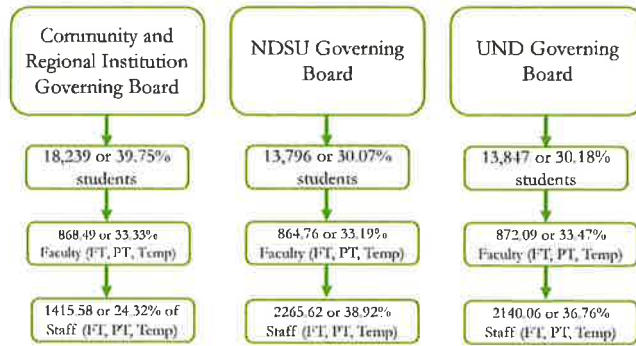 Community and
Regional Institution
Governing Board
18,239 or 39.75%
students
868.49 or 33.33%
Faculty (FT, PT, Temp)
1415.58 or 24.32% of
Staff (FT, PT, Temp)
NDSU Governing
Board
13,796 or 30.07%
students
864.76 or 33.19%
Faculty (FT, PT, Temp)
2265.62 or 38.92%
Staff (FT, PT, Temp)
UND Governing
Board
13,847 or 30.18%
students
872.09 or 33.47%
Faculty (FT, PT, Temp)
2140.06 or 36.76%
Staff (FT, PT, Temp)